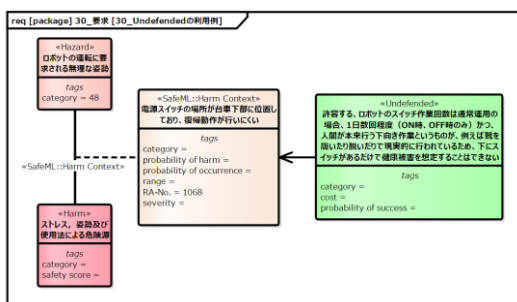 req [package] 30_要求 [30_Undefendedの利用例]
«Hazard»
ロボットの運転に要
求される無理な姿勢
tags
category = 48
«SafeML::Harm Context»
«Harm»
ストレス，姿勢及び
使用法による危険源
tags
category =
safety score =
«SafeML::Harm Context»
電源スイッチの場所が台車下部に位置し
ており、復帰動作が行いにくい
tags
category =
probability of harm =
probability of occurrence =
range =
RA-No. = 1068
severity =
«Undefended»
許容する、ロボットのスイッチ作業回数は通常運用の
場合、1日数回程度（ON時、OFF時のみ）かつ、
人間が本来行う下向き作業というものが、例えば靴を
履いたり脱いだりで現実的に行われているため、下に
スイッチがあるだけで健康被害を想定することはできない
tags
category =
cost =
probability of success =